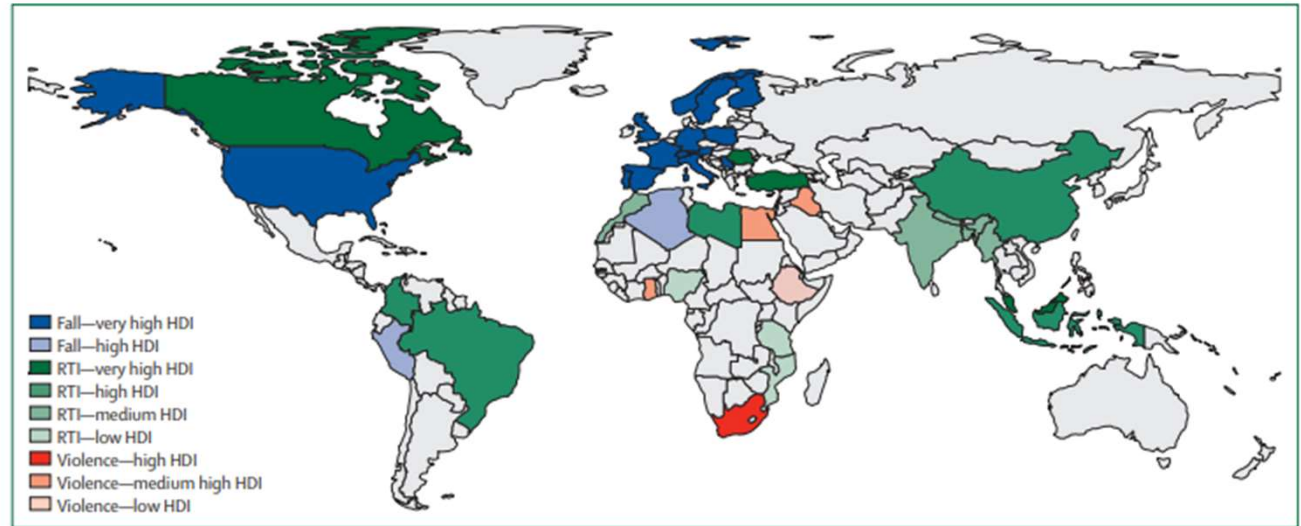 Fall—very high HDI
Fall—high HDI
RTI—very high HDI
RTI—high HDI
RTI—medium HDI
RTI—low HDI
Violence—high HDI
Violence—medium high HDI
Violence—low HDI